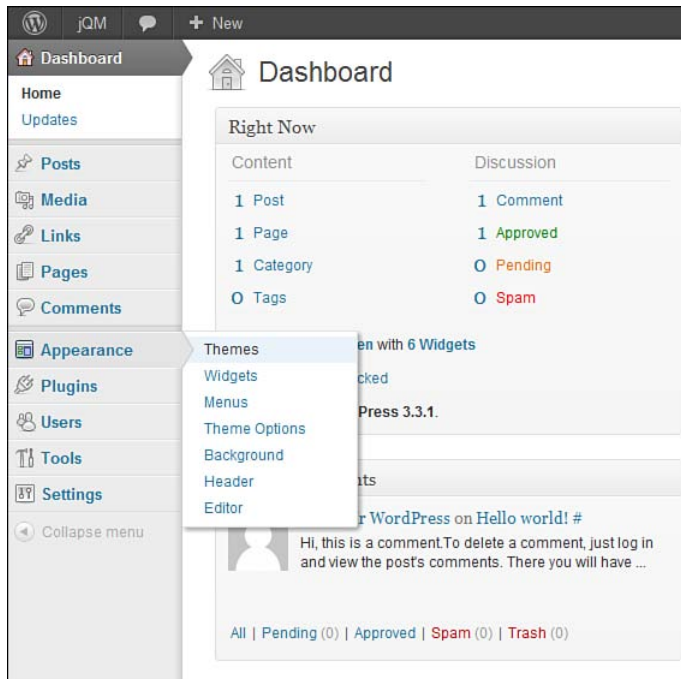 jQM + New
Dashboard
Home
Updates
Posts
Media
Links
Pages
Comments
Appearance
Plugins
Users
Tools
Settings
Collapse menu
Themes
Widgets
Menus
Theme Options
Background
Header
Editor
Dashboard
Right Now
Content Discussion
1 Post 1 Comment
1 Page 1 Approved
1 Category 0 Pending
0 Tags 0 Spam
en with 6 Widgets
cked
Press 3.3.1.
nts
r WordPress on Hello world! #
Hi, this is a comment.To delete a comment, just log in
and view the post's comments. There you will have ...
All | Pending (0) | Approved | Spam (0) | Trash (0)